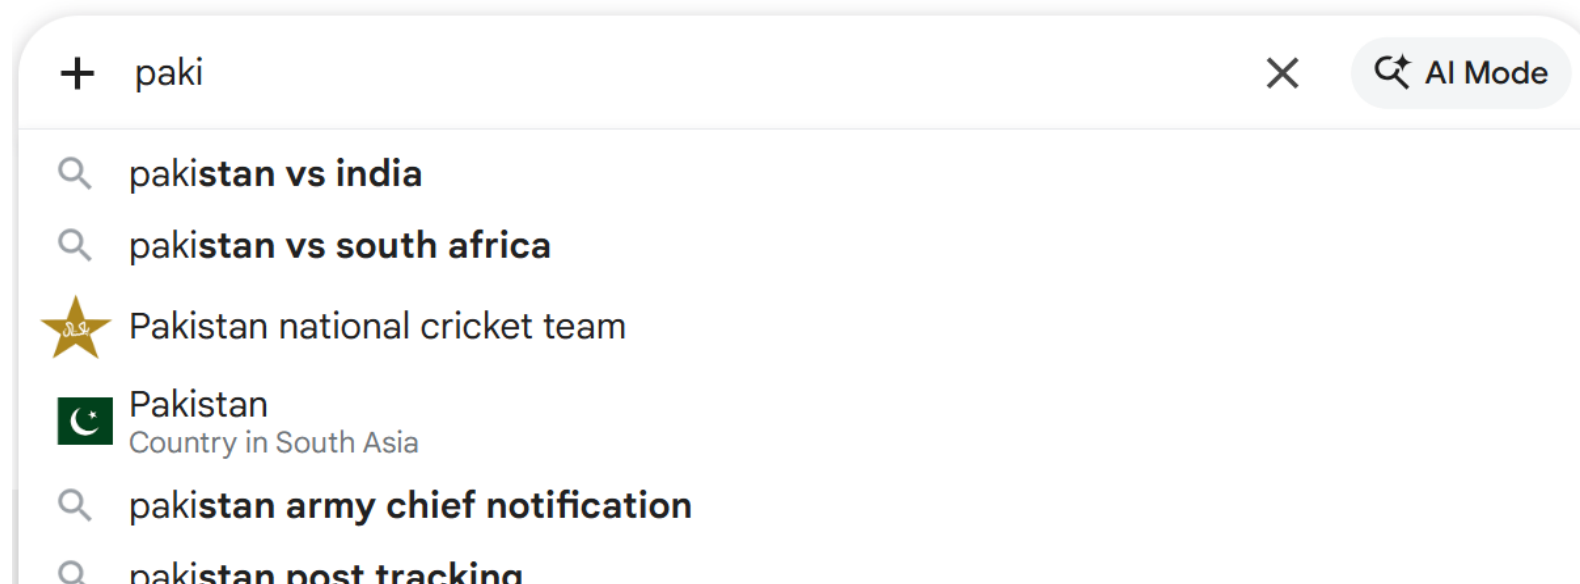 paki
AI Mode
pakistan vs india
pakistan vs south africa
Pakistan national cricket team
Pakistan
Country in South Asia
pakistan army chief notification
pakistan post tracking